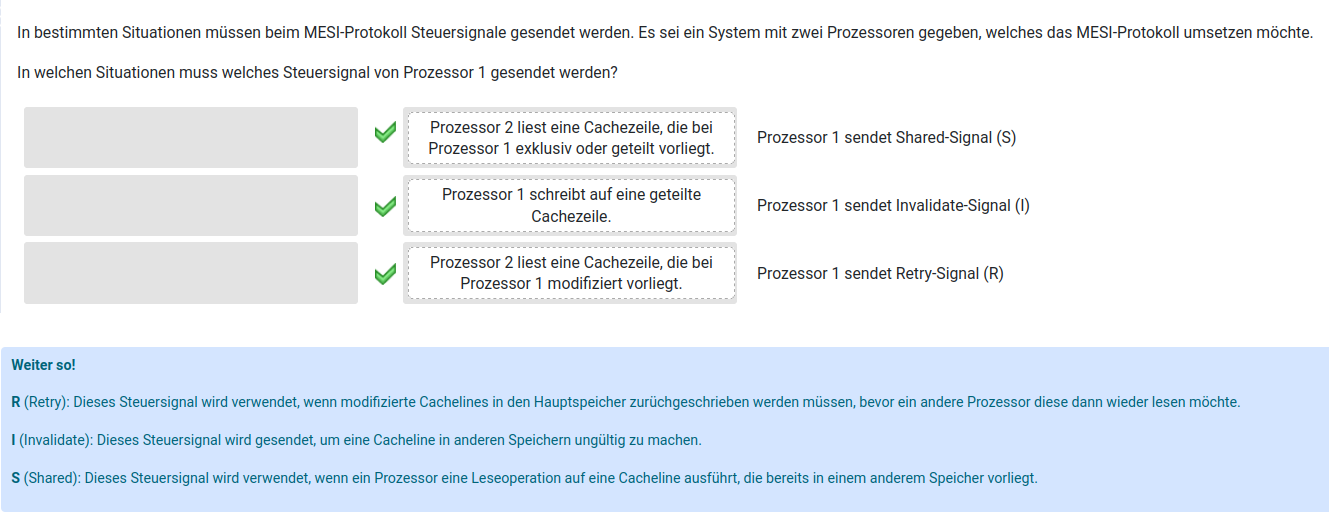 In bestimmten Situationen müssen beim MESI-Protokoll Steuersignale gesendet werden. Es sei ein System mit zwei Prozessoren gegeben, welches das MESI-Protokoll umsetzen möchte.
In welchen Situationen muss welches Steuersignal von Prozessor 1 gesendet werden?
Prozessor 2 liest eine Cachezeile, die bei
Prozessor 1 exklusiv oder geteilt vorliegt.
Prozessor 1 sendet Shared-Signal (S)
Prozessor 1 schreibt auf eine geteilte
Cachezeile.
Prozessor 1 sendet Invalidate-Signal (I)
Prozessor 2 liest eine Cachezeile, die bei
Prozessor 1 modifiziert vorliegt.
Prozessor 1 sendet Retry-Signal (R)
Weiter so!
R (Retry): Dieses Steuersignal wird verwendet, wenn modifizierte Cachelines in den Hauptspeicher zurüchgeschrieben werden müssen, bevor ein andere Prozessor diese dann wieder lesen möchte.
I (Invalidate): Dieses Steuersignal wird gesendet, um eine Cacheline in anderen Speichern ungültig zu machen.
S (Shared): Dieses Steuersignal wird verwendet, wenn ein Prozessor eine Leseoperation auf eine Cacheline ausführt, die bereits in einem anderem Speicher vorliegt.